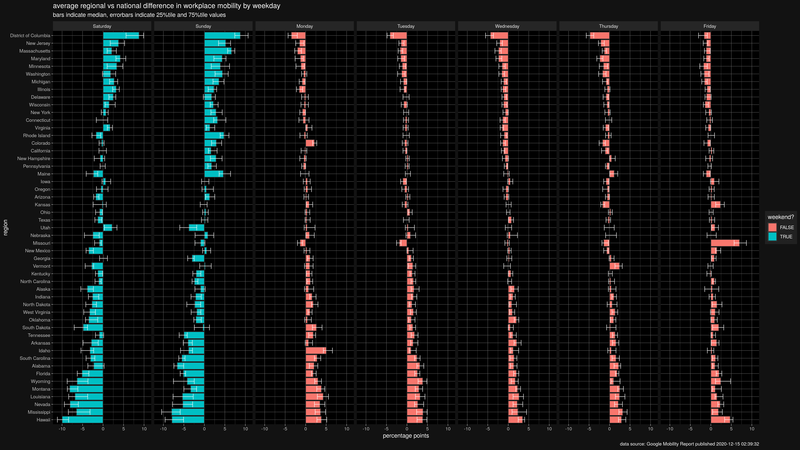 average regional vs national difference in workplace mobility by weekday
bars indicate median, errorbars indicate 25%tile and 75%tile values
Saturday Sunday Monday Tuesday Wednesday Thursday Friday
District of Columbia
New Jersey
Massachusetts
Maryland
Minnesota
Washington
Michigan
Illinois
Delaware
Wisconsin
New York
Connecticut
Virginia
Rhode Island
Colorado
California
New Hampshire
Pennsylvania
Maine
Iowa
Oregon
Arizona
Kansas
Ohio
Texas
Utah
Nebraska
Missouri
New Mexico
Georgia
Vermont
Kentucky
North Carolina
Alaska
Indiana
North Dakota
West Virginia
Oklahoma
South Dakota
Tennessee
Arkansas
Idaho
South Carolina
Alabama
Florida
Wyoming
Montana
Louisiana
Nevada
Mississippi
Hawaii
region
-10 -5 0 5 10 -10 -5 0 5 10 -10 -5 0 5 10 -10 -5 0 5 10 -10 -5 0 5 10 -10 -5 0 5 10 -10 -5 0 5 10
percentage points
weekend?
FALSE
TRUE
data source: Google Mobility Report published 2020-12-15 02:39:32